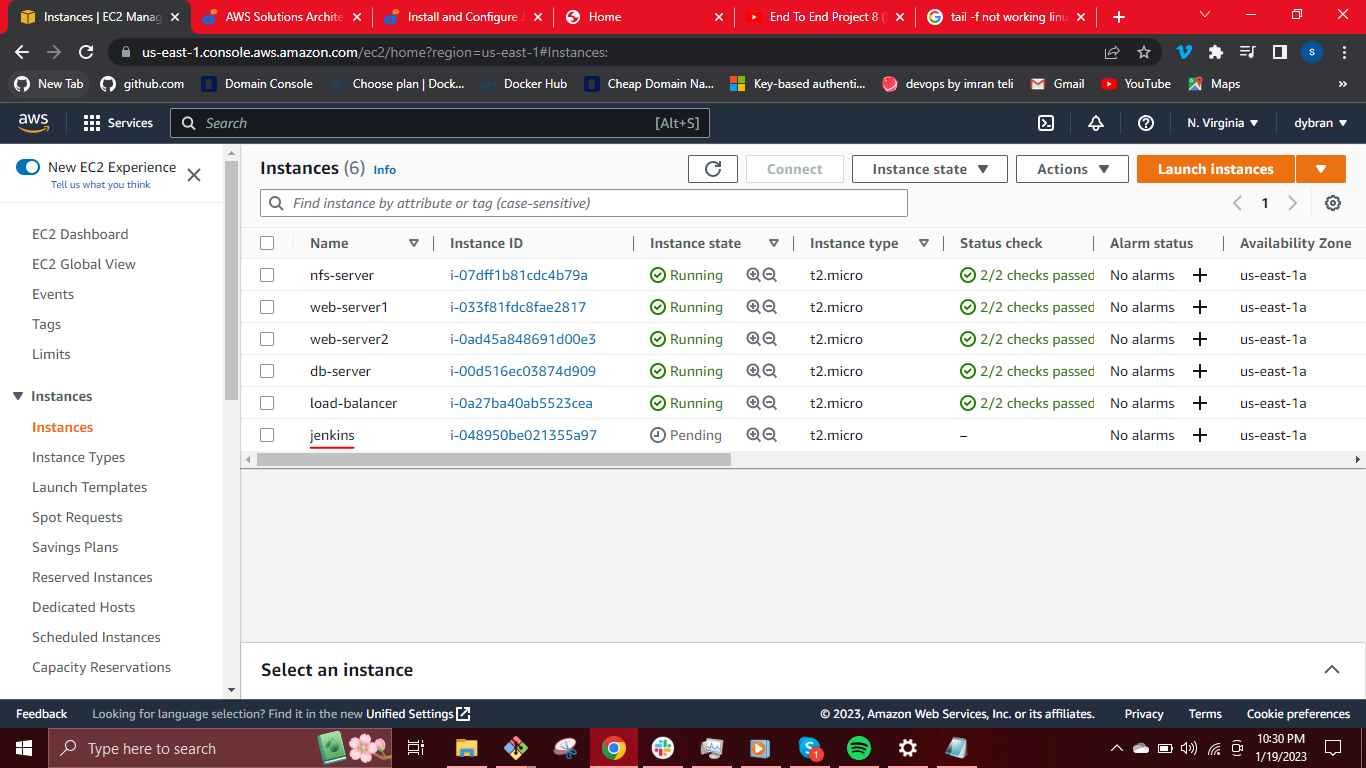 Instances | EC2 Manag
AWS Solutions Archite
Install and Configure J
Home
End To End Project 8 (
tail -f not working linu
us-east-1.console.aws.amazon.com/ec2/home?region=us-east-1#Instances:
s
New Tab
github.com
Domain Console
Choose plan | Dock...
Docker Hub
Cheap Domain Na...
Key-based authenti...
devops by imran teli
Gmail
YouTube
Maps
»
aws
Services
Search
[Alt+S]
N. Virginia
dybran
New EC2 Experience
Tell us what you think
EC2 Dashboard
EC2 Global View
Events
Tags
Limits
Instances
Instances
Instance Types
Launch Templates
Spot Requests
Savings Plans
Reserved Instances
Dedicated Hosts
Scheduled Instances
Capacity Reservations
Instances (6) Info
Connect
Instance state
Actions
Launch instances
Find instance by attribute or tag (case-sensitive)
1
Name Instance ID Instance state Instance type Status check Alarm status Availability Zone
nfs-server i-07dff1b81cdc4b79a Running t2.micro 2/2 checks passed No alarms us-east-1a
web-server1 i-033f81fdc8fae2817 Running t2.micro 2/2 checks passed No alarms us-east-1a
web-server2 i-0ad45a848691d00e3 Running t2.micro 2/2 checks passed No alarms us-east-1a
db-server i-00d516ec03874d909 Running t2.micro 2/2 checks passed No alarms us-east-1a
load-balancer i-0a27ba40ab5523cea Running t2.micro 2/2 checks passed No alarms us-east-1a
jenkins i-048950be021355a97 Pending t2.micro – No alarms us-east-1a
Select an instance
Feedback
Looking for language selection? Find it in the new Unified Settings
© 2023, Amazon Web Services, Inc. or its affiliates.
Privacy
Terms
Cookie preferences
Type here to search
1
10:30 PM
1/19/2023